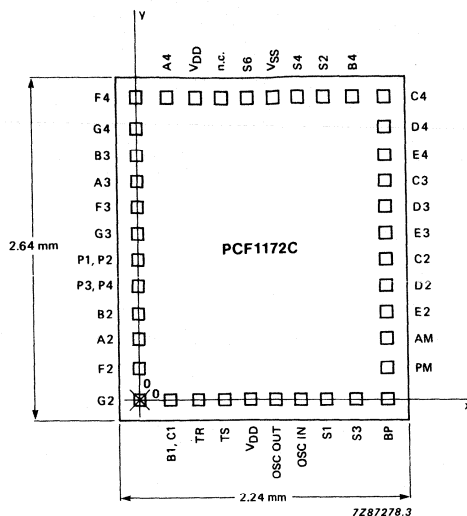 y
A4
VDD
n.c.
S6
VSS
S4
S2
B4
F4
C4
G4
D4
B3
E4
A3
C3
F3
D3
G3
E3
2.64 mm
PCF1172C
P1, P2
C2
P3, P4
D2
B2
E2
A2
AM
F2
PM
0
0
G2
x
B1, C1
TR
TS
VDD
OSC OUT
OSC IN
S1
S3
BP
2.24 mm
7Z87278.3